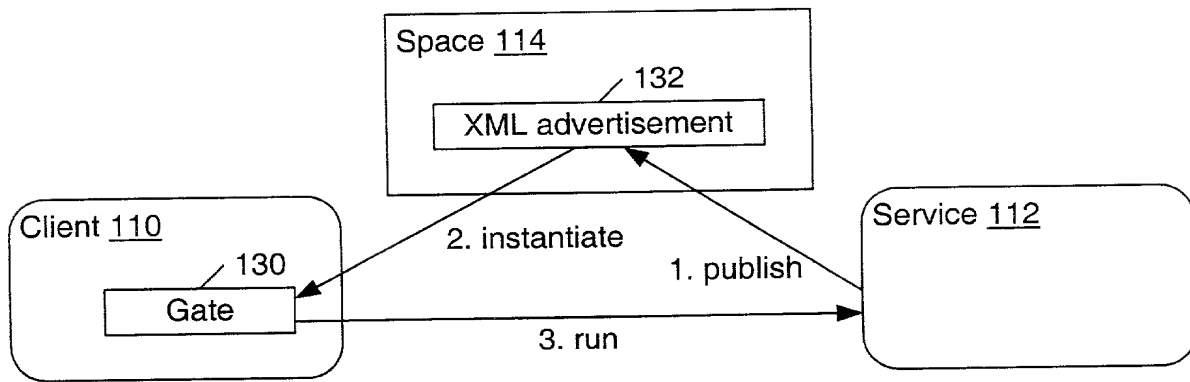 Space 114
132
XML advertisement
Client 110
2. instantiate
Service 112
130
1. publish
Gate
3. run